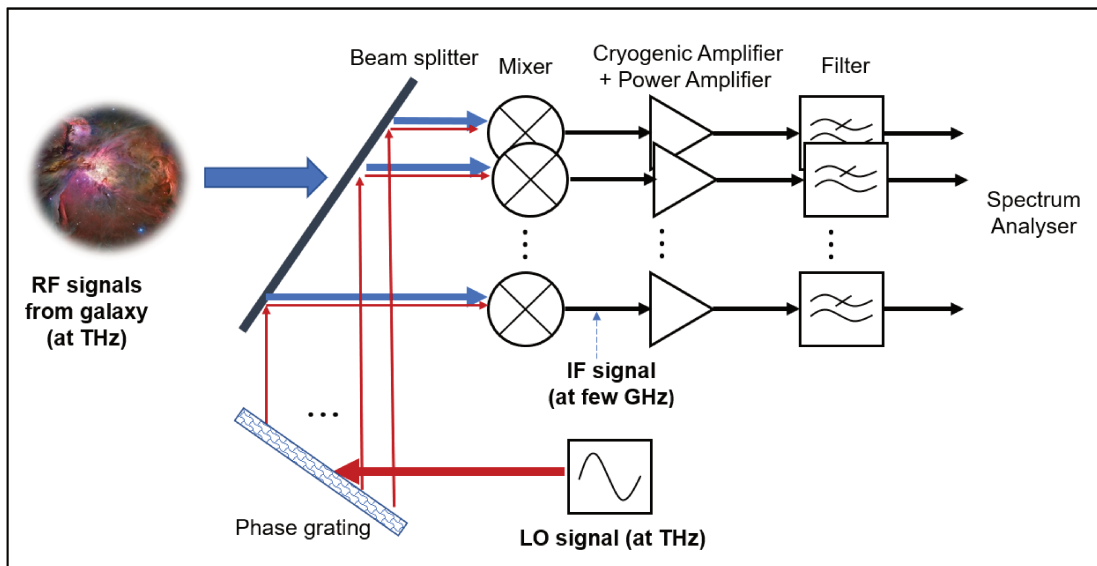 Beam splitter
Mixer
Cryogenic Amplifier
+ Power Amplifier
Filter
RF signals
from galaxy
(at THz)
Spectrum
Analyser
IF signal
(at few GHz)
Phase grating
LO signal (at THz)